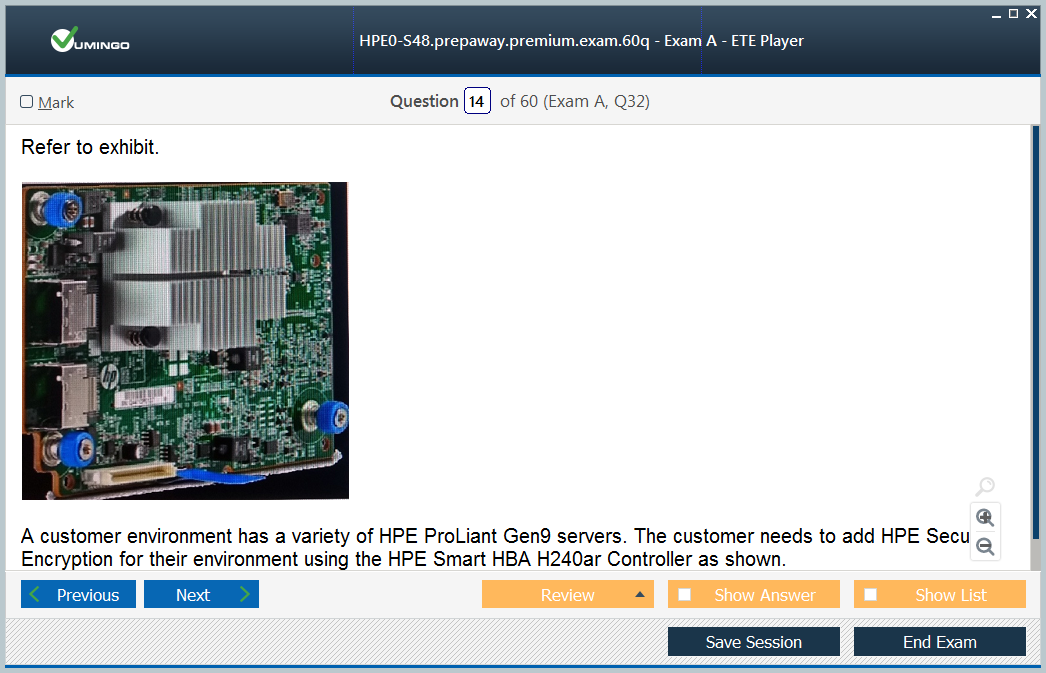 VUMINGO
HPE0-S48.prepaway.premium.exam.60q - Exam A - ETE Player
Mark
Question 14 of 60 (Exam A, Q32)
Refer to exhibit.
hp
A customer environment has a variety of HPE ProLiant Gen9 servers. The customer needs to add HPE Secu
Encryption for their environment using the HPE Smart HBA H240ar Controller as shown.
Previous
Next
Review
Show Answer
Show List
Save Session
End Exam